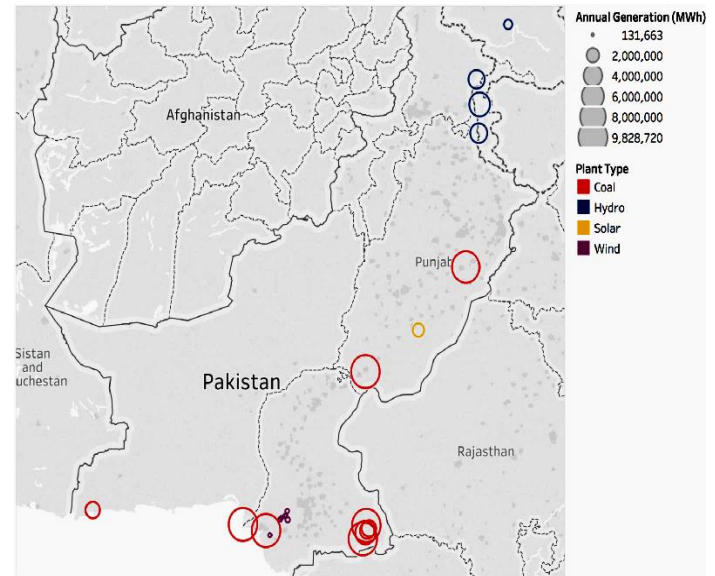 Annual Generation (MWh)
131,663
2,000,000
4,000,000
6,000,000
8,000,000
9,828,720
Plant Type
Coal
Hydro
Solar
Wind
Afghanistan
Punjab
Sistan
and
uchestan
Pakistan
Rajasthan